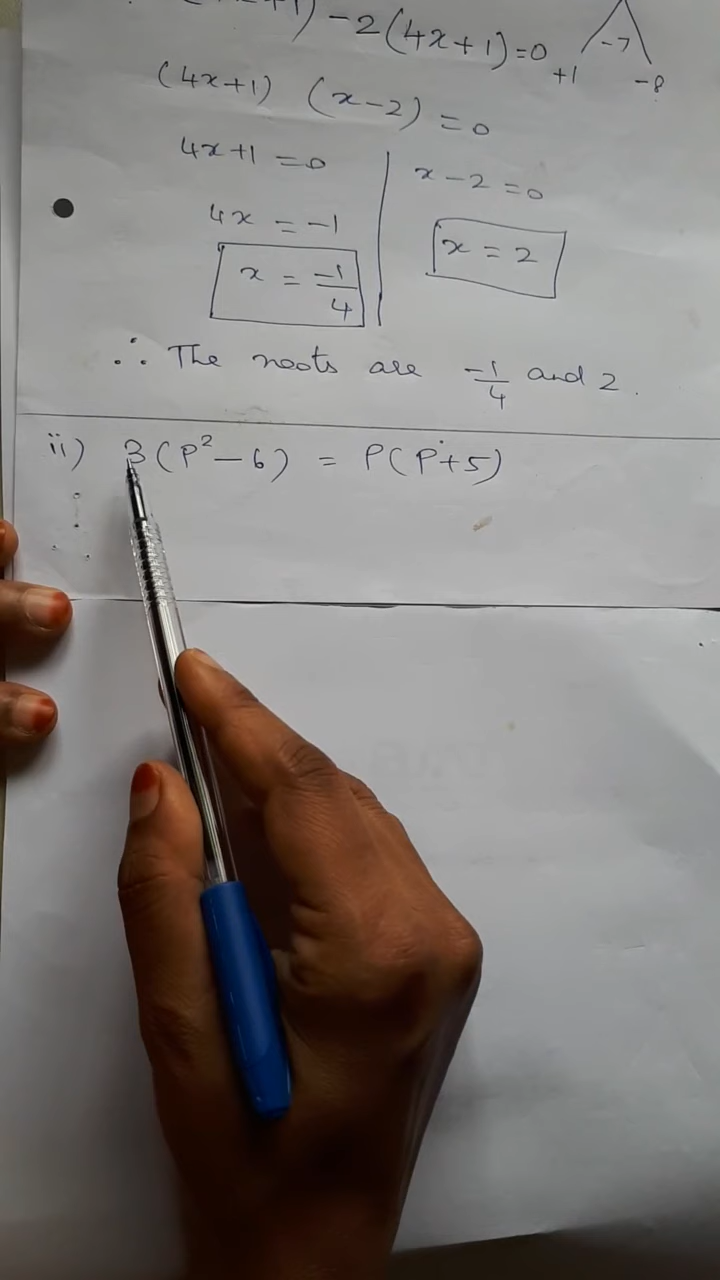 ) -2(4x+1)=0
-7
+1 -8
(4x+1) (x-2) =0
4x+1 =0
x-2 =0
4x = -1
x = 2
x = -1/4
∴ The roots are -1/4 and 2.
ii) 3(P²-6) = P(P+5)